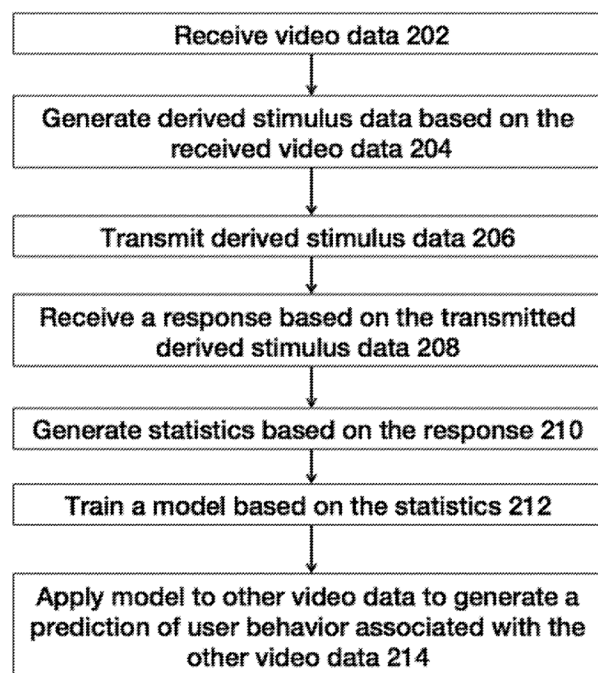 Receive video data 202
Generate derived stimulus data based on the
received video data 204
Transmit derived stimulus data 206
Receive a response based on the transmitted
derived stimulus data 208
Generate statistics based on the response 210
Train a model based on the statistics 212
Apply model to other video data to generate a
prediction of user behavior associated with the
other video data 214